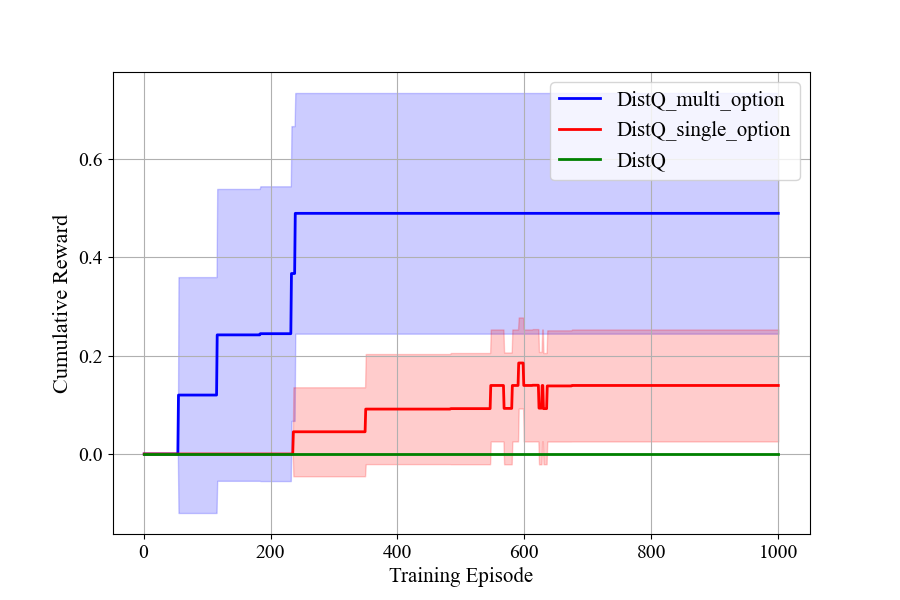 DistQ_multi_option
DistQ_single_option
DistQ
0.6
0.4
0.2
0.0
Cumulative Reward
0 200 400 600 800 1000
Training Episode